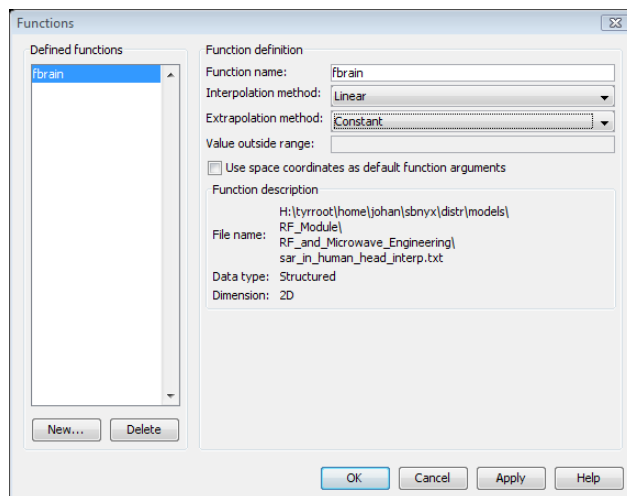 Functions
Defined functions
fbrain
New...
Delete
Function definition
Function name: fbrain
Interpolation method: Linear
Extrapolation method: Constant
Value outside range:
Use space coordinates as default function arguments
Function description
File name:
H:\tyrroot\home\johan\sbnyx\distr\models\
RF_Module\
RF_and_Microwave_Engineering\
sar_in_human_head_interp.txt
Data type: Structured
Dimension: 2D
OK Cancel Apply Help